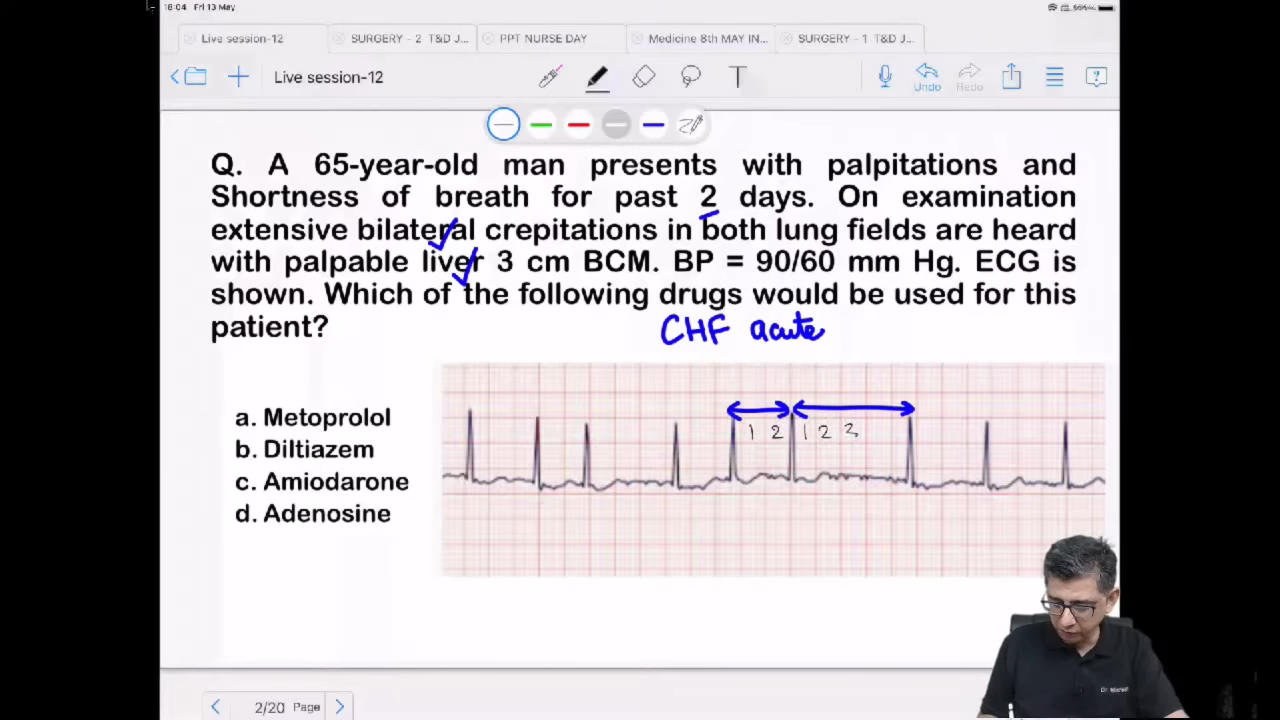 18:04 Fri 13 May
Live session-12
SURGERY - 2 T&D J...
PPT NURSE DAY
Medicine 8th MAY IN...
SURGERY - 1 T&D J...
Live session-12
T
Undo
Redo
Q. A 65-year-old man presents with palpitations and
Shortness of breath for past 2 days. On examination
extensive bilateral crepitations in both lung fields are heard
with palpable liver 3 cm BCM. BP = 90/60 mm Hg. ECG is
shown. Which of the following drugs would be used for this
patient?
CHF acute
1 2 1 2 3
a. Metoprolol
b. Diltiazem
c. Amiodarone
d. Adenosine
2/20 Page